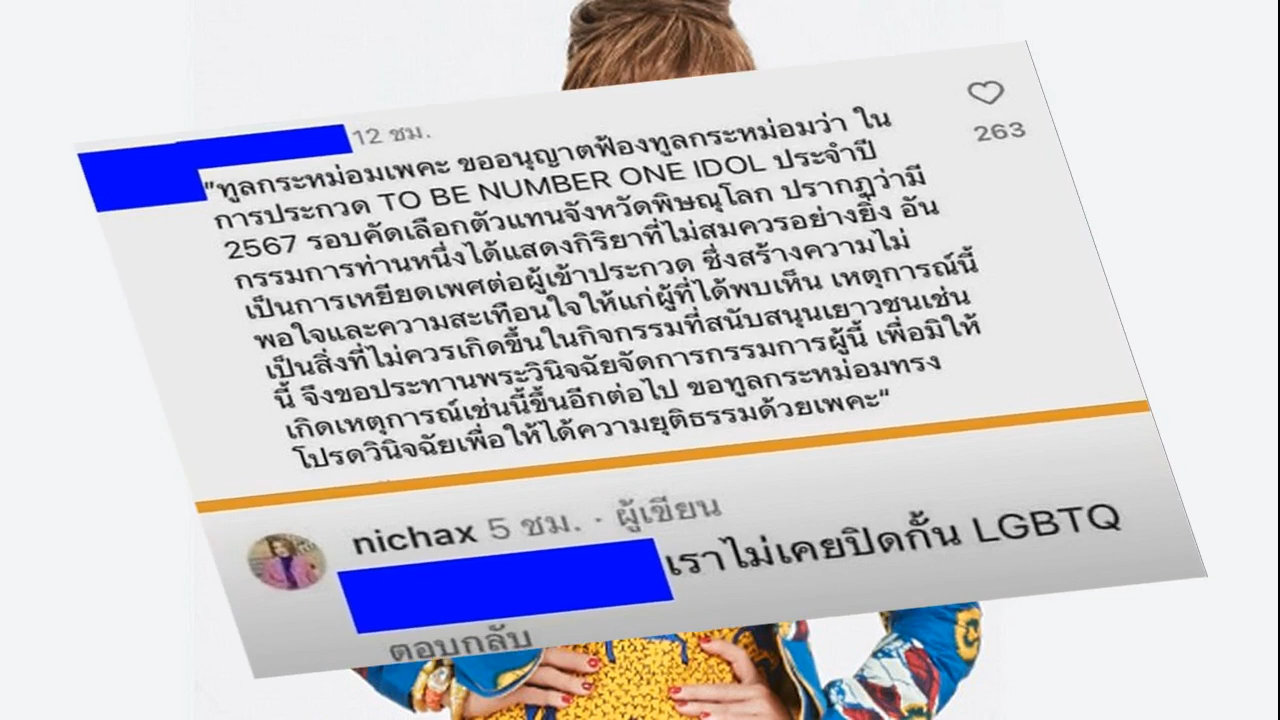 12 ชม.
"ทูลกระหม่อมเพคะ ขออนุญาตฟ้องทูลกระหม่อมว่า ใน
การประกวด TO BE NUMBER ONE IDOL ประจำปี
2567 รอบคัดเลือกตัวแทนจังหวัดพิษณุโลก ปรากฎว่ามี
กรรมการท่านหนึ่งได้แสดงกิริยาที่ไม่สมควรอย่างยิ่ง อัน
เป็นการเหยียดเพศต่อผู้เข้าประกวด ซึ่งสร้างความไม่
พอใจและความสะเทือนใจให้แก่ผู้ที่ได้พบเห็น เหตุการณ์นี้
เป็นสิ่งที่ไม่ควรเกิดขึ้นในกิจกรรมที่สนับสนุนเยาวชนเช่น
นี้ จึงขอประทานพระวินิจฉัยจัดการกรรมการผู้นี้ เพื่อมิให้
เกิดเหตุการณ์เช่นนี้ขึ้นอีกต่อไป ขอทูลกระหม่อมทรง
โปรดวินิจฉัยเพื่อให้ได้ความยุติธรรมด้วยเพคะ"
263
nichax 5 ชม. · ผู้เขียน
เราไม่เคยปิดกั้น LGBTQ
ตอบกลับ